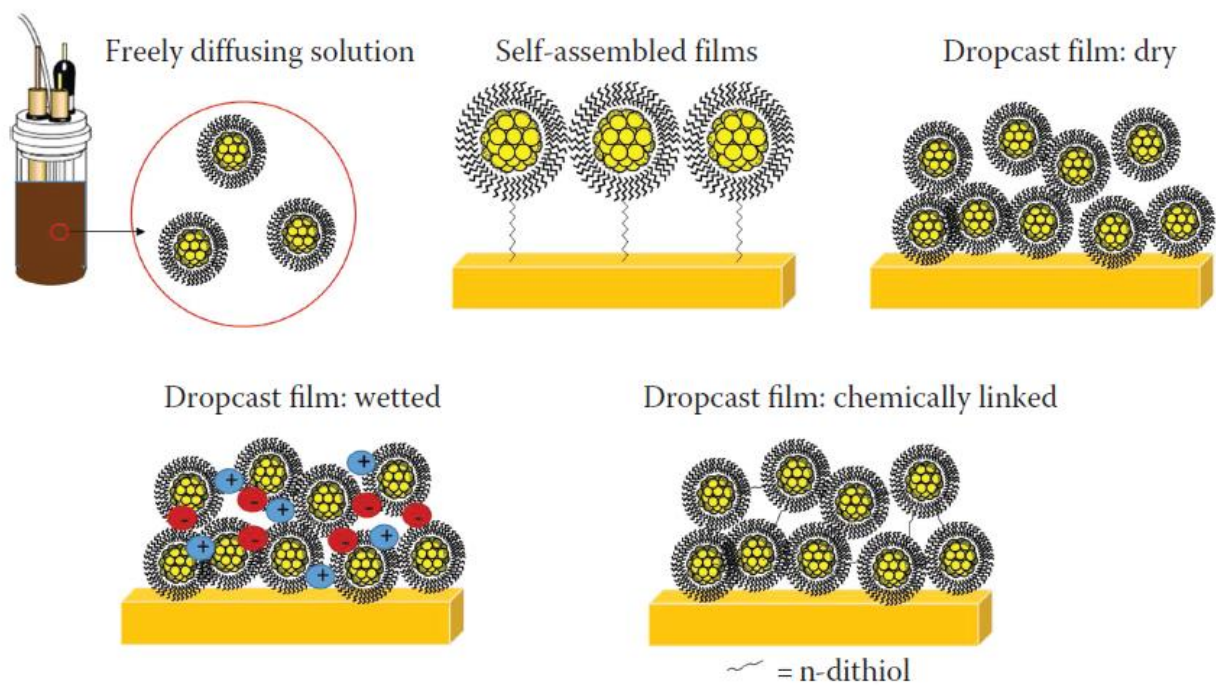 Freely diffusing solution
Self-assembled films
Dropcast film: dry
Dropcast film: wetted
Dropcast film: chemically linked
+
+
-
-
+
-
-
-
+
+
-
+
= n-dithiol